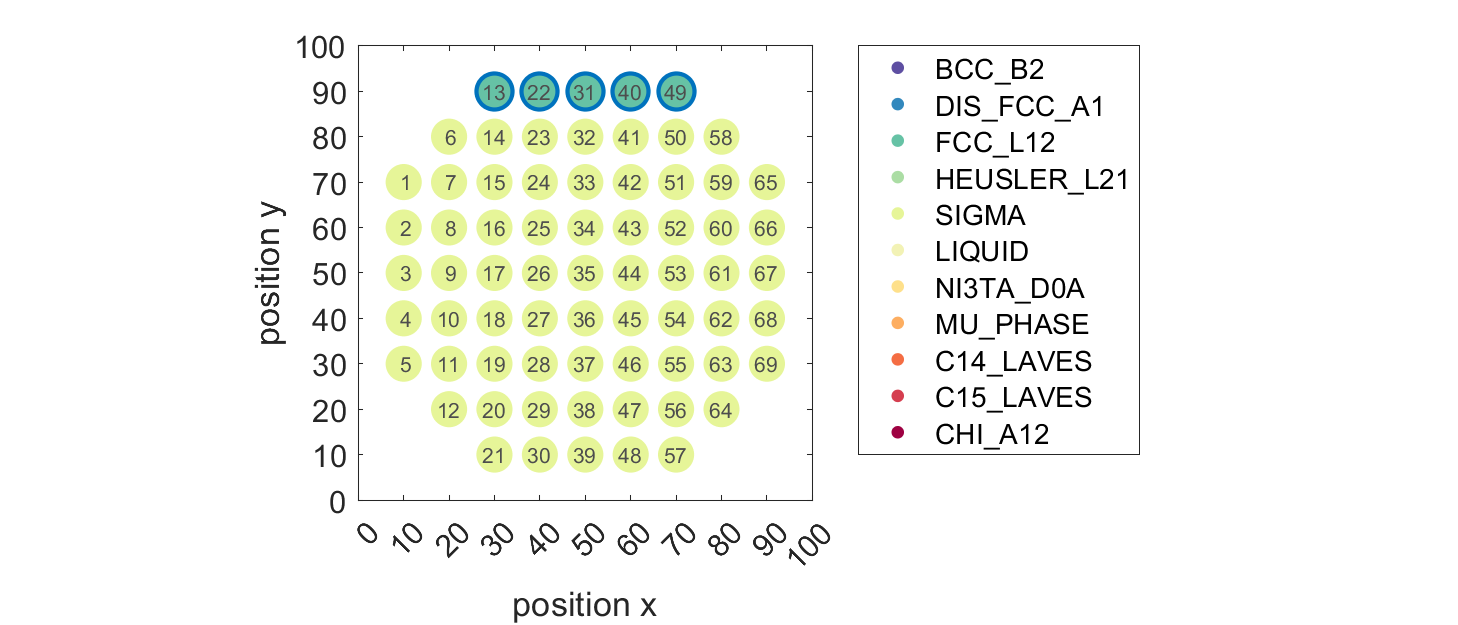 100
90 13 22 31 40 49
80 6 14 23 32 41 50 58
70 1 7 15 24 33 42 51 59 65
60 2 8 16 25 34 43 52 60 66
50 3 9 17 26 35 44 53 61 67
40 4 10 18 27 36 45 54 62 68
30 5 11 19 28 37 46 55 63 69
20 12 20 29 38 47 56 64
10 21 30 39 48 57
0
0 10 20 30 40 50 60 70 80 90 100
position x
position y
BCC_B2
DIS_FCC_A1
FCC_L12
HEUSLER_L21
SIGMA
LIQUID
NI3TA_D0A
MU_PHASE
C14_LAVES
C15_LAVES
CHI_A12